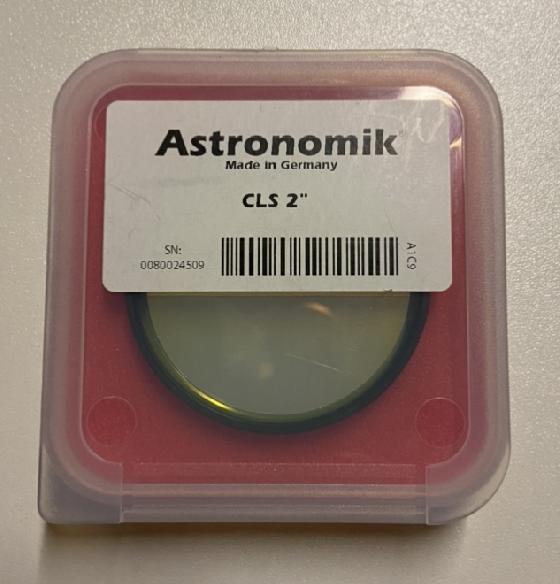 Astronomik
Made in Germany
CLS 2"
SN:
0080024509
A1C9